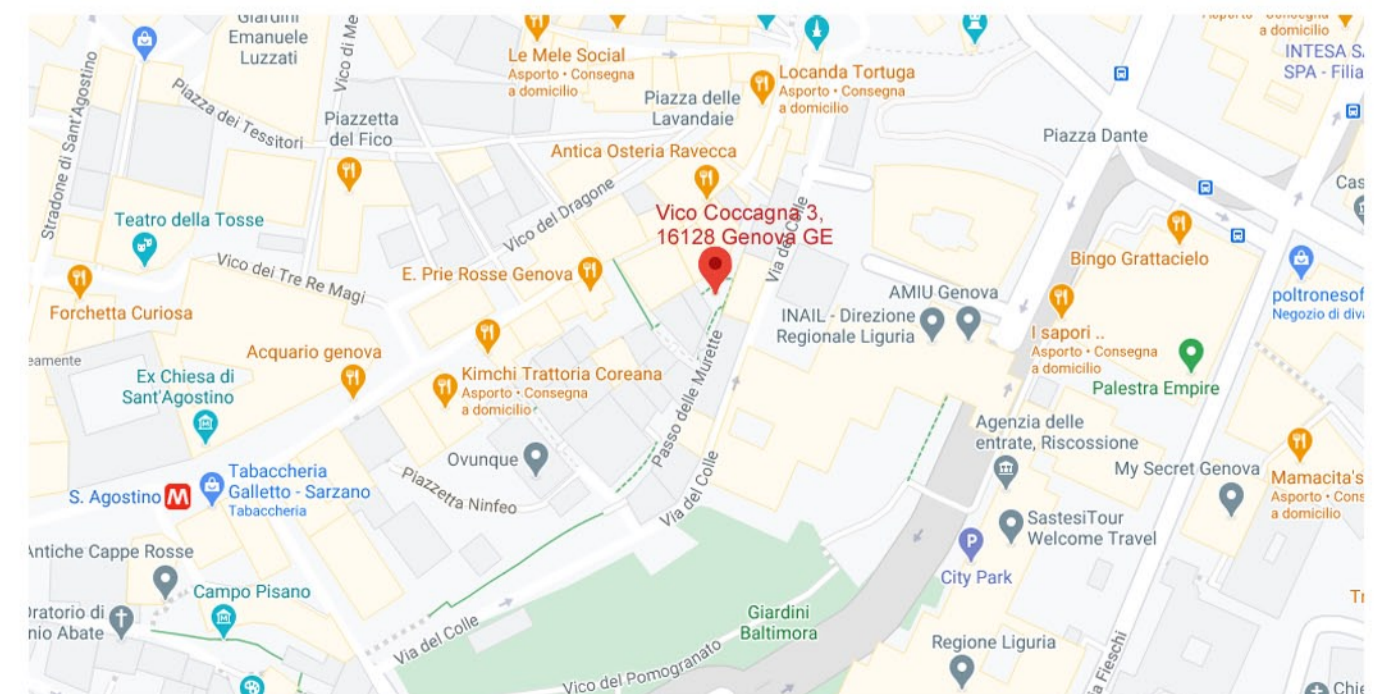 Giardini
Emanuele
Luzzati
Vico di Me
Le Mele Social
Asporto • Consegna
a domicilio
Locanda Tortuga
Asporto • Consegna
a domicilio
Piazza delle
Lavandaie
a domicilio
INTESA S
SPA - Filia
Stradone di Sant'Agostino
Piazza dei Tessitori
Piazzetta
del Fico
Piazza Dante
Antica Osteria Ravecca
Vico del Dragone
Cas
Teatro della Tosse
Vico Coccagna 3,
16128 Genova GE
Via del Colle
Bingo Grattacielo
Vico dei Tre Re Magi
E. Prie Rosse Genova
Forchetta Curiosa
AMIU Genova
INAIL - Direzione
Regionale Liguria
poltronesof
Negozio di diva
I sapori ..
Asporto • Consegna
a domicilio
eamente
Acquario genova
Ex Chiesa di
Sant'Agostino
Kimchi Trattoria Coreana
Asporto • Consegna
a domicilio
Passo delle Murette
Palestra Empire
Agenzia delle
entrate, Riscossione
Ovunque
My Secret Genova
Mamacita's
Asporto • Cons
a domicilio
Tabaccheria
Galletto - Sarzano
Tabaccheria
S. Agostino
M
Piazzetta Ninfeo
Via del Colle
SastesiTour
Welcome Travel
P
City Park
Antiche Cappe Rosse
Campo Pisano
Oratorio di
nio Abate
Giardini
Baltimora
Via del Colle
Vico del Pomogranato
Regione Liguria
a Fieschi
Tr
Chie